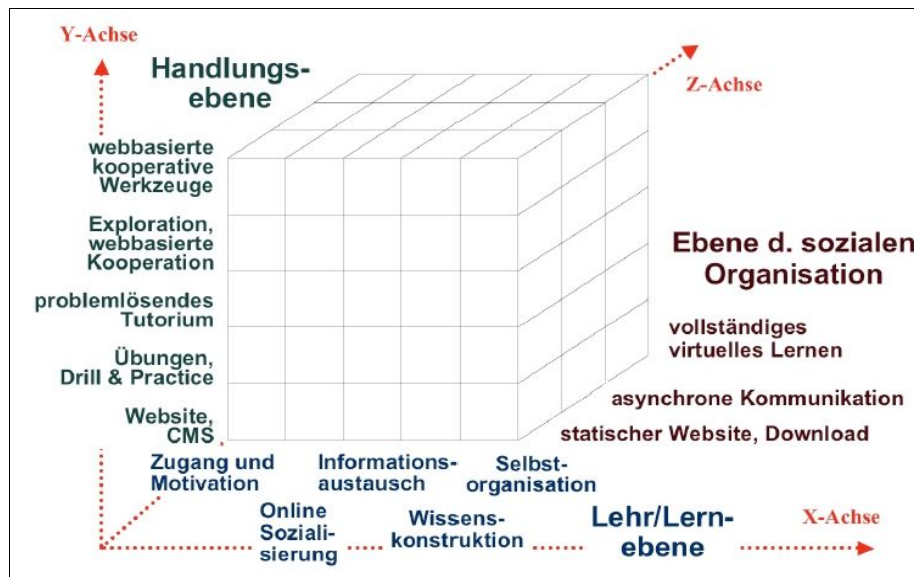 Y-Achse
Handlungs-
ebene
Z-Achse
webbasierte
kooperative
Werkzeuge
Exploration,
webbasierte
Kooperation
problemlösendes
Tutorium
Übungen,
Drill & Practice
Website,
CMS
Ebene d. sozialen
Organisation
vollständiges
virtuelles Lernen
asynchrone Kommunikation
statischer Website, Download
Zugang und
Motivation
Informations-
austausch
Selbst-
organisation
Online
Soziali-
sierung
Wissens-
konstruktion
Lehr/Lern-
ebene
X-Achse